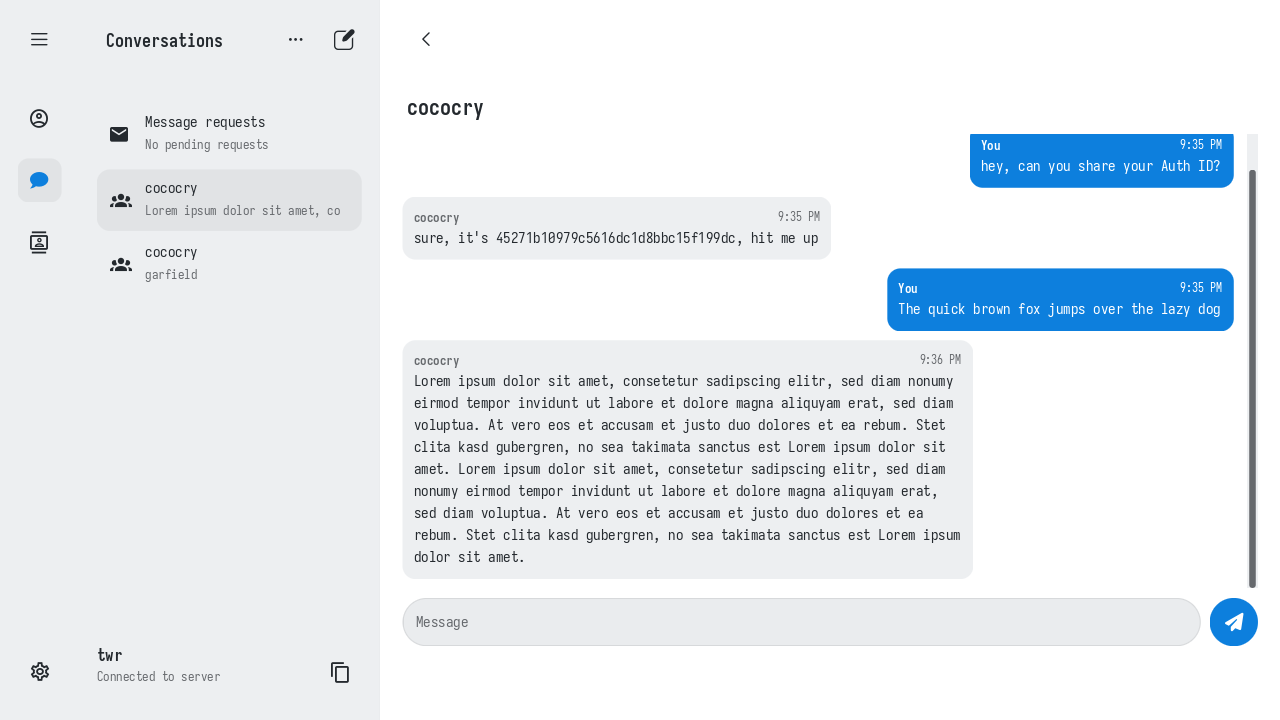 Conversations
Message requests
No pending requests
cococry
Lorem ipsum dolor sit amet, co
cococry
garfield
twr
Connected to server
cococry
You 9:35 PM
hey, can you share your Auth ID?
cococry 9:35 PM
sure, it's 45271b10979c5616dc1d8bbc15f199dc, hit me up
You 9:35 PM
The quick brown fox jumps over the lazy dog
cococry 9:36 PM
Lorem ipsum dolor sit amet, consetetur sadipscing elitr, sed diam nonumy
eirmod tempor invidunt ut labore et dolore magna aliquyam erat, sed diam
voluptua. At vero eos et accusam et justo duo dolores et ea rebum. Stet
clita kasd gubergren, no sea takimata sanctus est Lorem ipsum dolor sit
amet. Lorem ipsum dolor sit amet, consetetur sadipscing elitr, sed diam
nonumy eirmod tempor invidunt ut labore et dolore magna aliquyam erat,
sed diam voluptua. At vero eos et accusam et justo duo dolores et ea
rebum. Stet clita kasd gubergren, no sea takimata sanctus est Lorem ipsum
dolor sit amet.
Message